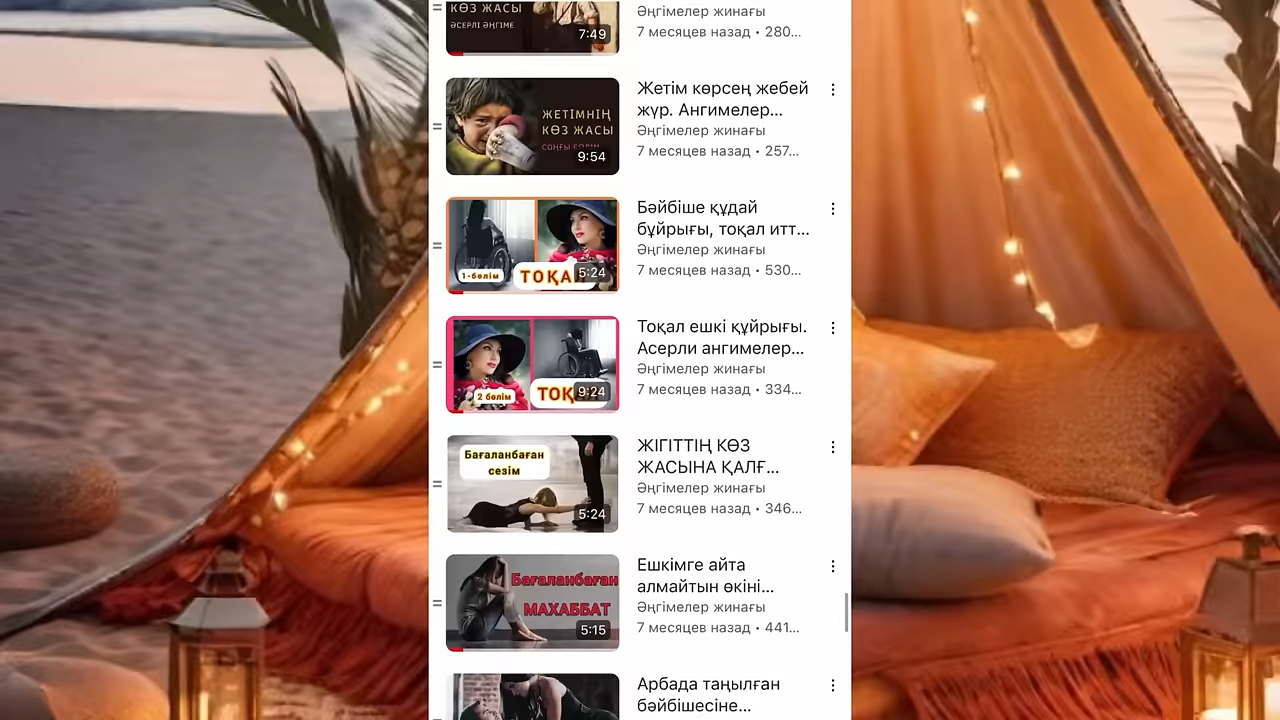 КӨЗ ЖАСЫ
ӘСЕРЛІ ӘҢГІМЕ
7:49
Әңгімелер жинағы
7 месяцев назад • 280...
ЖЕТІМНІҢ
КӨЗ ЖАСЫ
СОҢҒЫ БӨЛІМ
9:54
Жетім көрсең жебей
жүр. Ангимелер...
Әңгімелер жинағы
7 месяцев назад • 257...
1-бөлім
ТОҚА
5:24
Бәйбіше құдай
бұйрығы, тоқал итт...
Әңгімелер жинағы
7 месяцев назад • 530...
2 бөлім
ТОҚ
9:24
Тоқал ешкі құйрығы.
Асерли ангимелер...
Әңгімелер жинағы
7 месяцев назад • 334...
Бағаланбаған
сезім
5:24
ЖІГІТТІҢ КӨЗ
ЖАСЫНА ҚАЛҒ...
Әңгімелер жинағы
7 месяцев назад • 346...
Бағаланбаған
МАХАББАТ
5:15
Ешкімге айта
алмайтын өкіні...
Әңгімелер жинағы
7 месяцев назад • 441...
Арбада таңылған
бәйбішесіне...